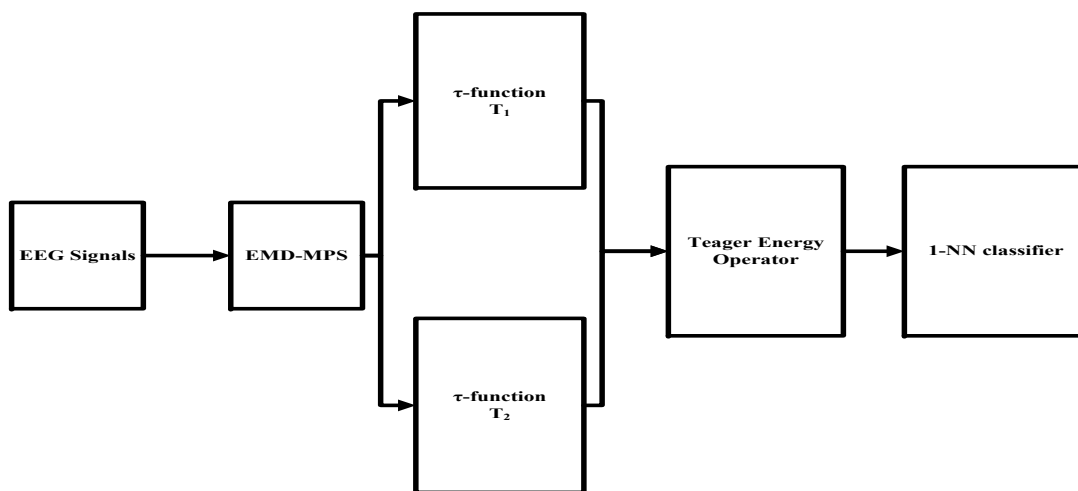 τ-function
T₁
EEG Signals
EMD-MPS
Teager Energy
Operator
1-NN classifier
τ-function
T₂